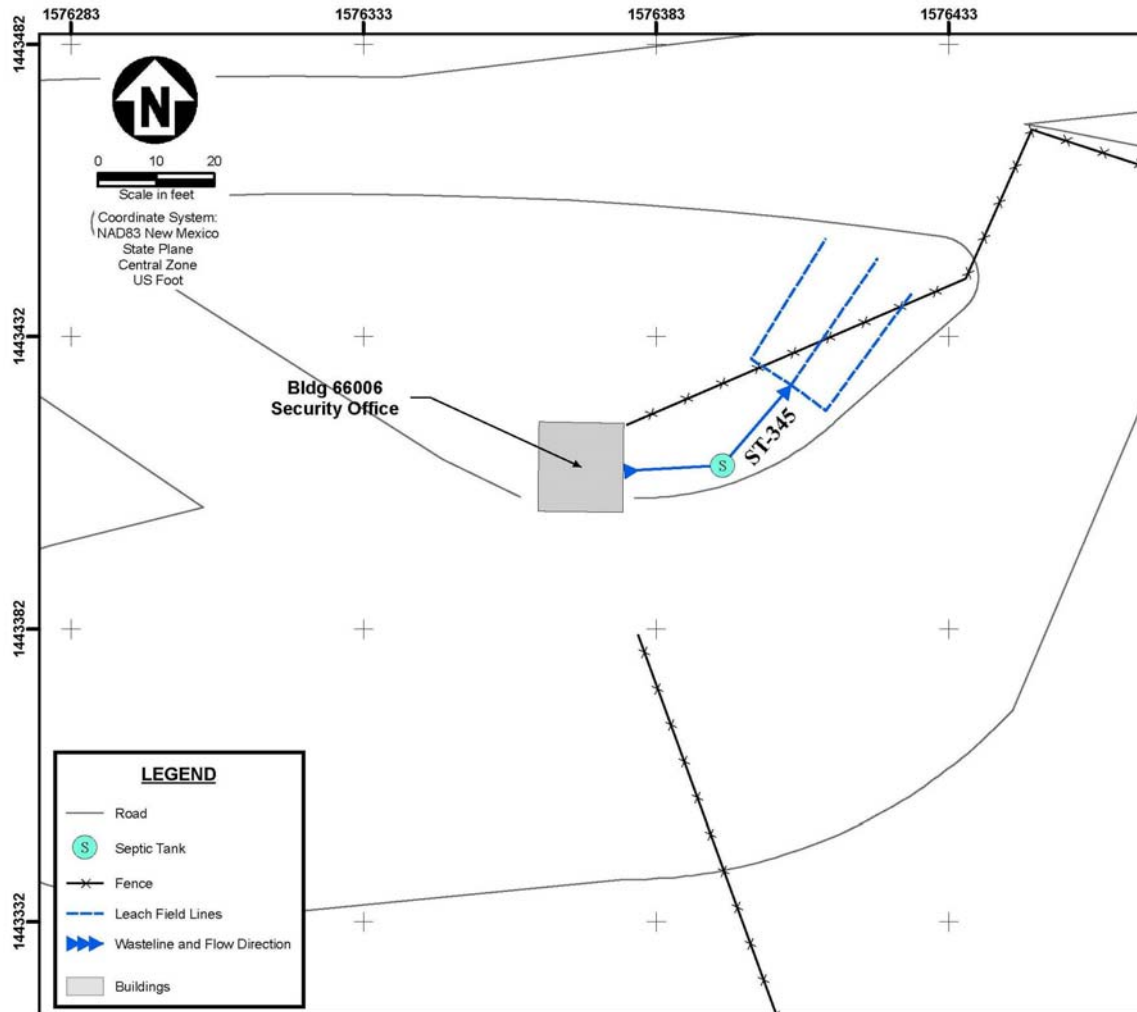 1576283
1576333
1576383
1576433
1443482
N
0 10 20
Scale in feet
Coordinate System:
NAD83 New Mexico
State Plane
Central Zone
US Foot
1443432
Bldg 66006
Security Office
S
ST-345
1443382
LEGEND
Road
S
Septic Tank
Fence
Leach Field Lines
Wasteline and Flow Direction
Buildings
1443332